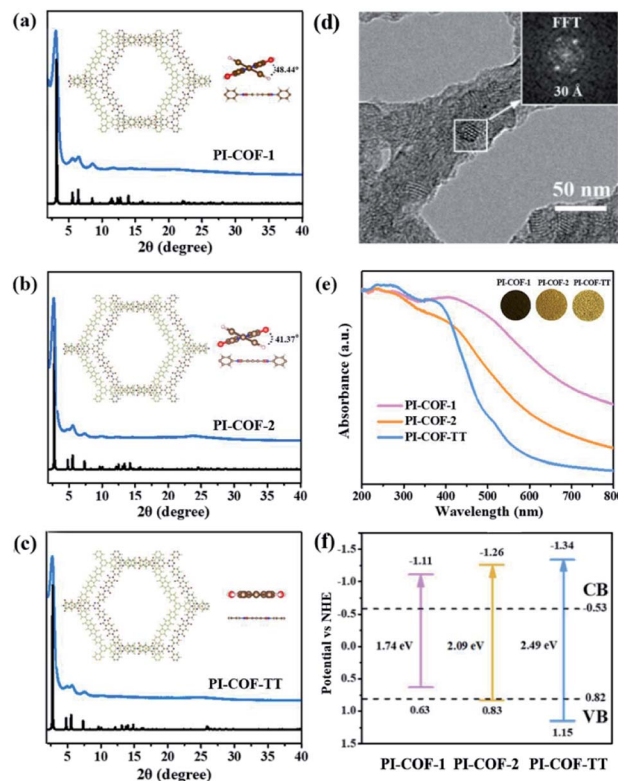 (a)
48.44°
PI-COF-1
5 10 15 20 25 30 35 40
2θ (degree)
(b)
41.37°
PI-COF-2
5 10 15 20 25 30 35 40
2θ (degree)
(c)
PI-COF-TT
5 10 15 20 25 30 35 40
2θ (degree)
(d)
FFT
30 Å
50 nm
(e)
PI-COF-1 PI-COF-2 PI-COF-TT
Absorbance (a.u.)
PI-COF-1
PI-COF-2
PI-COF-TT
200 300 400 500 600 700 800
Wavelength (nm)
(f)
Potential vs NHE
-1.5
-1.0
-0.5
0.0
0.5
1.0
1.5
-1.11 -1.26 -1.34
CB
-0.53
1.74 eV 2.09 eV 2.49 eV
0.82
0.63 0.83 1.15
VB
PI-COF-1 PI-COF-2 PI-COF-TT